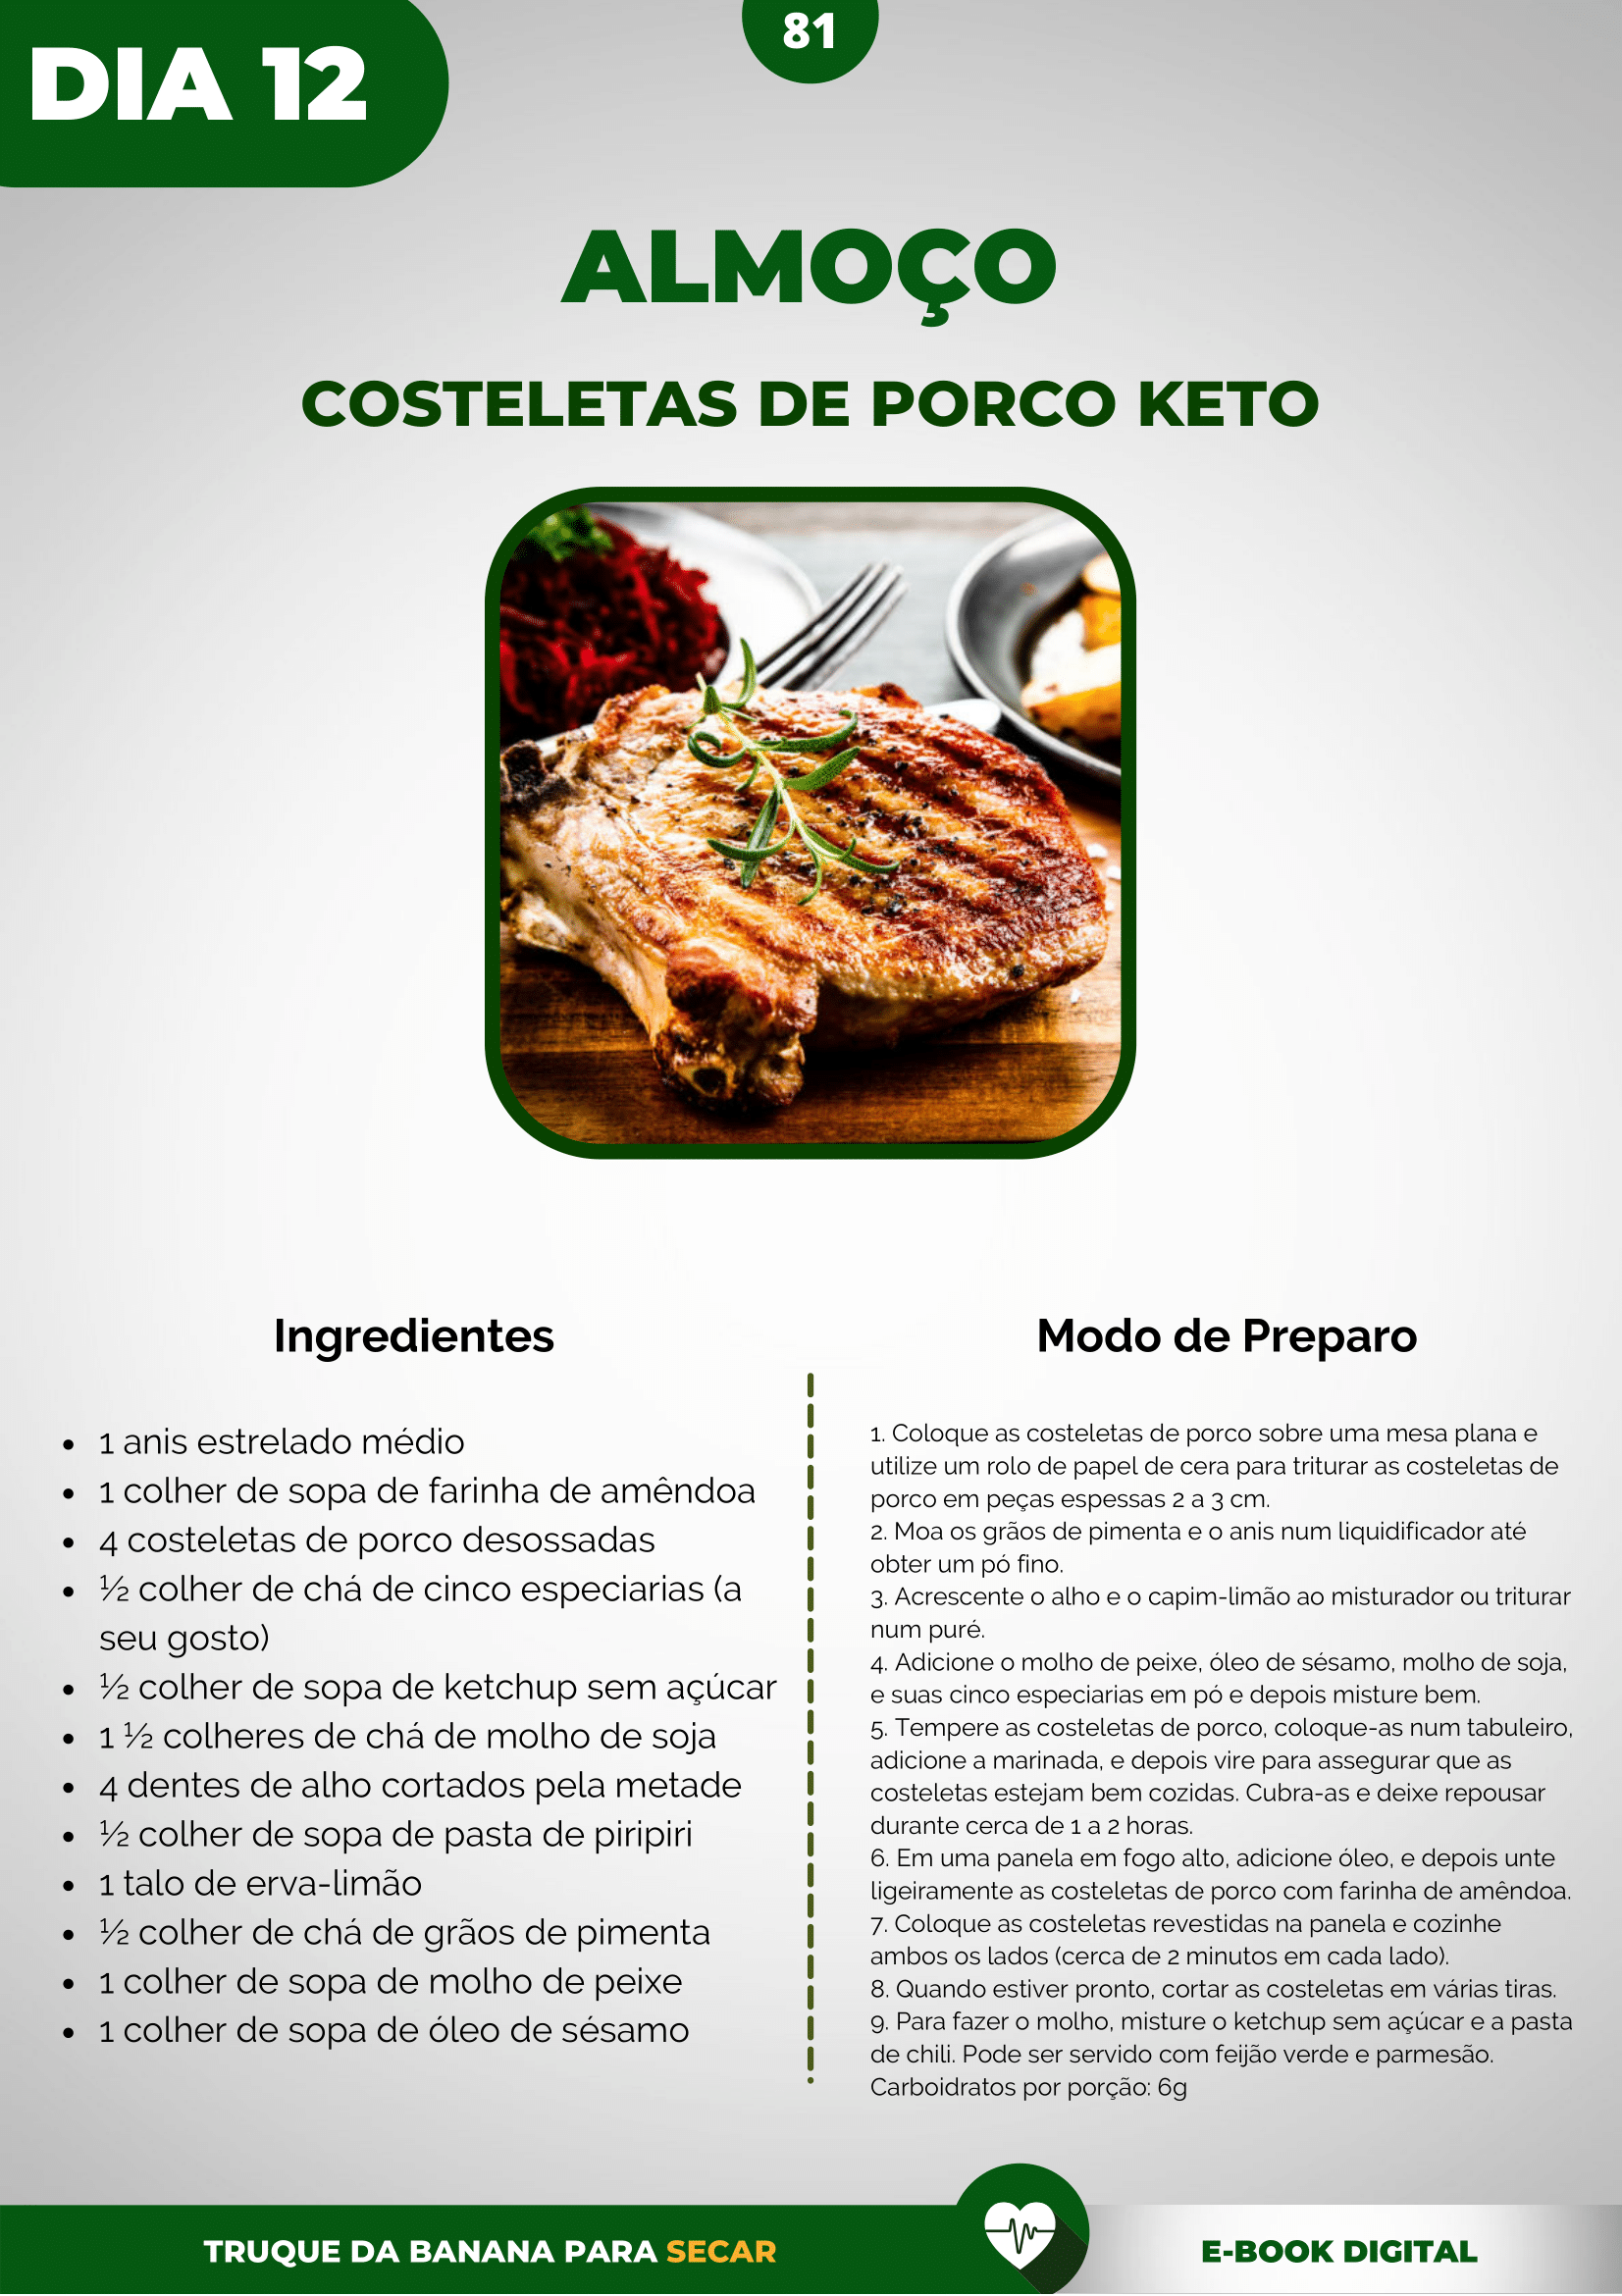 DIA 12
81
ALMOÇO
COSTELETAS DE PORCO KETO
Ingredientes
• 1 anis estrelado médio
• 1 colher de sopa de farinha de amêndoa
• 4 costeletas de porco desossadas
• ½ colher de chá de cinco especiarias (a
seu gosto)
• ½ colher de sopa de ketchup sem açúcar
• 1 ½ colheres de chá de molho de soja
• 4 dentes de alho cortados pela metade
• ½ colher de sopa de pasta de piripiri
• 1 talo de erva-limão
• ½ colher de chá de grãos de pimenta
• 1 colher de sopa de molho de peixe
• 1 colher de sopa de óleo de sésamo
Modo de Preparo
1. Coloque as costeletas de porco sobre uma mesa plana e
utilize um rolo de papel de cera para triturar as costeletas de
porco em peças espessas 2 a 3 cm.
2. Moa os grãos de pimenta e o anis num liquidificador até
obter um pó fino.
3. Acrescente o alho e o capim-limão ao misturador ou triturar
num puré.
4. Adicione o molho de peixe, óleo de sésamo, molho de soja,
e suas cinco especiarias em pó e depois misture bem.
5. Tempere as costeletas de porco, coloque-as num tabuleiro,
adicione a marinada, e depois vire para assegurar que as
costeletas estejam bem cozidas. Cubra-as e deixe repousar
durante cerca de 1 a 2 horas.
6. Em uma panela em fogo alto, adicione óleo, e depois unte
ligeiramente as costeletas de porco com farinha de amêndoa.
7. Coloque as costeletas revestidas na panela e cozinhe
ambos os lados (cerca de 2 minutos em cada lado).
8. Quando estiver pronto, cortar as costeletas em várias tiras.
9. Para fazer o molho, misture o ketchup sem açúcar e a pasta
de chili. Pode ser servido com feijão verde e parmesão.
Carboidratos por porção: 6g
TRUQUE DA BANANA PARA SECAR
E-BOOK DIGITAL